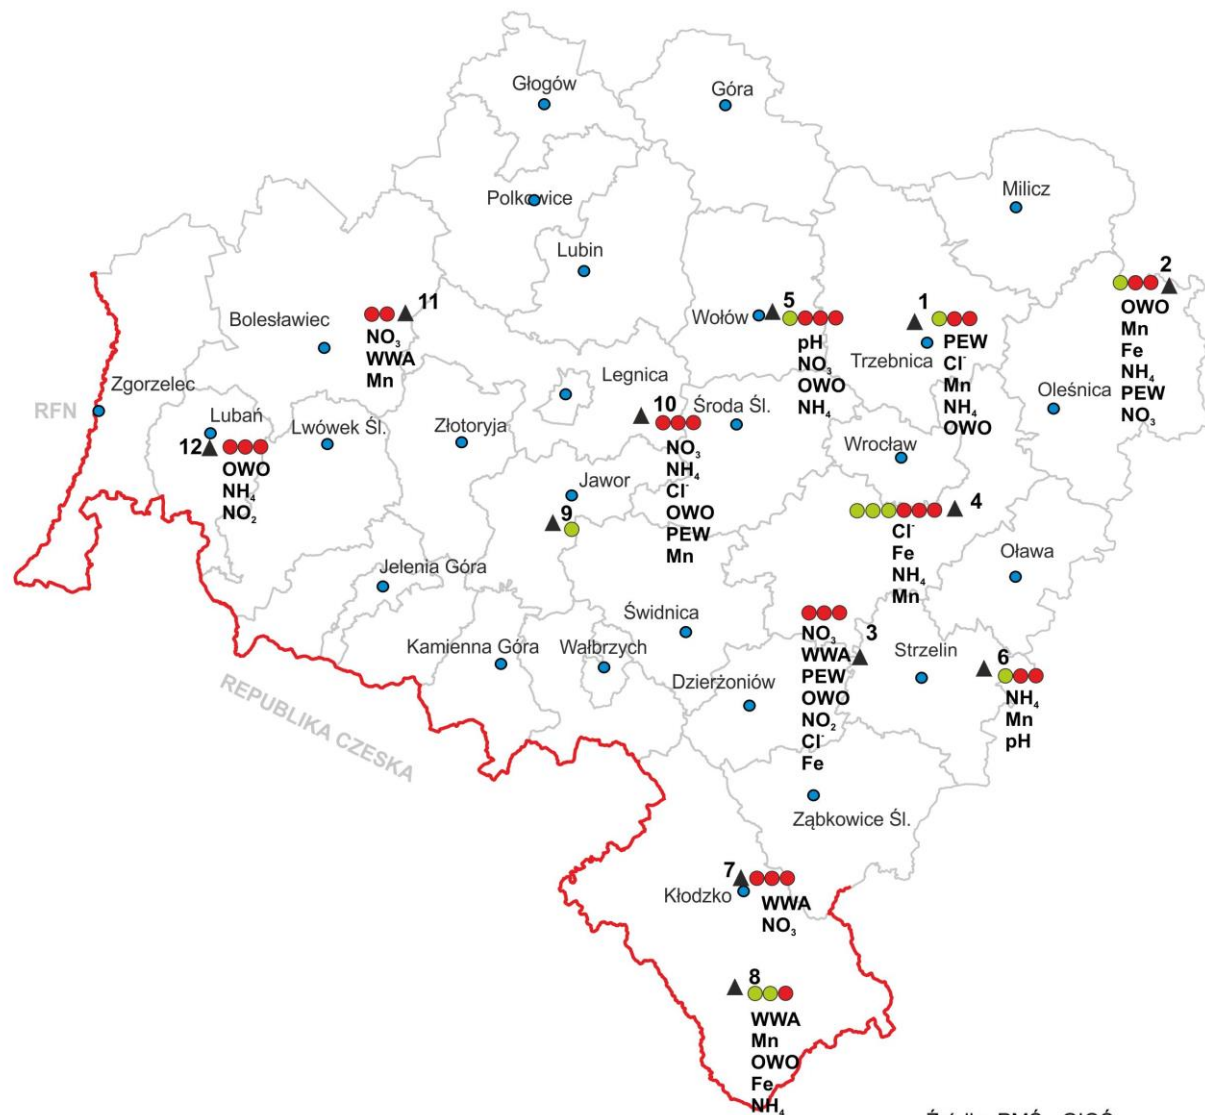 Głogów
Góra
Polkowice
Milicz
Lubin
2
OWO
Mn
Fe
NH₄
PEW
NO₃
11
NO₃
WWA
Mn
5
pH
NO₃
OWO
NH₄
1
PEW
Cl⁻
Mn
NH₄
OWO
Bolesławiec
Wołów
Trzebnica
Zgorzelec
Legnica
Oleśnica
RFN
Lubań
Lwówek Śl.
Złotoryja
10
NO₃
NH₄
Cl⁻
OWO
PEW
Mn
Środa Śl.
Wrocław
12
OWO
NH₄
NO₂
Jawor
9
4
Cl⁻
Fe
NH₄
Mn
Oława
Jelenia Góra
Świdnica
3
NO₃
WWA
PEW
OWO
NO₂
Cl⁻
Fe
Kamienna Góra
Wałbrzych
Strzelin
6
NH₄
Mn
pH
Dzierżoniów
REPUBLIKA CZESKA
Ząbkowice Śl.
7
Kłodzko
WWA
NO₃
8
WWA
Mn
OWO
Fe
NH₄